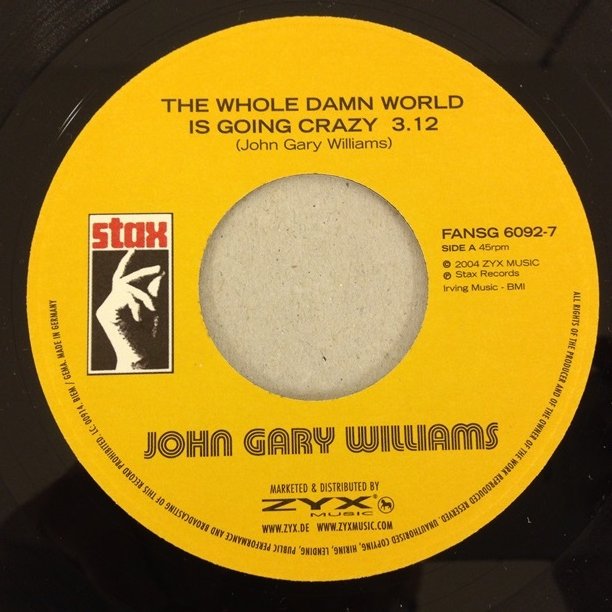 THE WHOLE DAMN WORLD
IS GOING CRAZY 3.12
(John Gary Williams)
stax
FANSG 6092-7
SIDE A 45rpm
© 2004 ZYX MUSIC
℗ Stax Records
Irving Music - BMI
JOHN GARY WILLIAMS
MARKETED & DISTRIBUTED BY
ZYX®
MUSIC
WWW.ZYX.DE WWW.ZYXMUSIC.COM
ALL RIGHTS OF THE PRODUCER AND OF THE OWNER OF THE WORK REPRODUCED RESERVED. UNAUTHORISED COPYING, HIRING, LENDING, PUBLIC PERFORMANCE AND BROADCASTING OF THIS RECORD PROHIBITED. LC 00914. BIEM / GEMA. MADE IN GERMANY